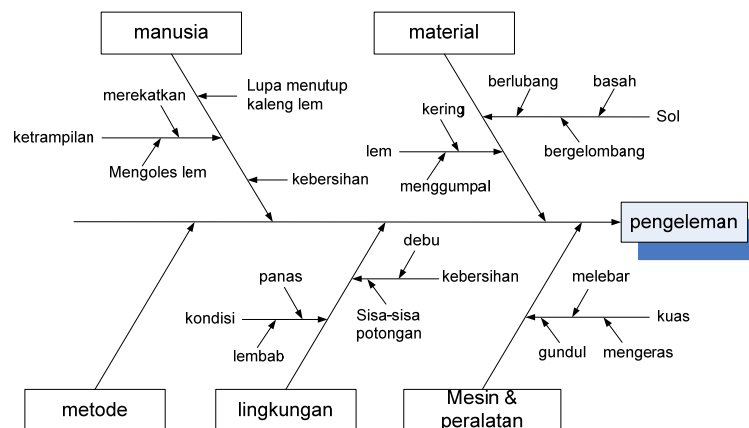 manusia
material
merekatkan
Lupa menutup
kaleng lem
ketrampilan
Mengoles lem
kebersihan
berlubang
basah
kering
Sol
bergelombang
lem
menggumpal
pengeleman
debu
panas
kebersihan
melebar
kondisi
Sisa-sisa
potongan
kuas
lembab
gundul
mengeras
metode
lingkungan
Mesin &
peralatan